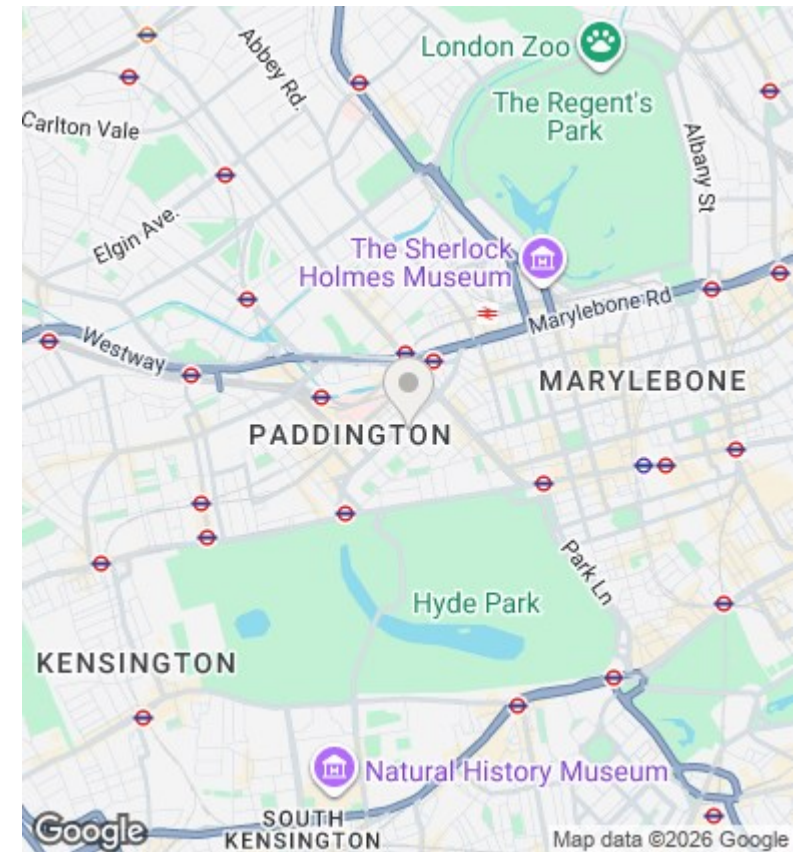 London Zoo
The Regent's
Park
Abbey Rd.
Carlton Vale
Albany St
Elgin Ave.
The Sherlock
Holmes Museum
Marylebone Rd
Westway
MARYLEBONE
PADDINGTON
Park Ln
Hyde Park
KENSINGTON
Natural History Museum
SOUTH
KENSINGTON
Google
Map data ©2026 Google